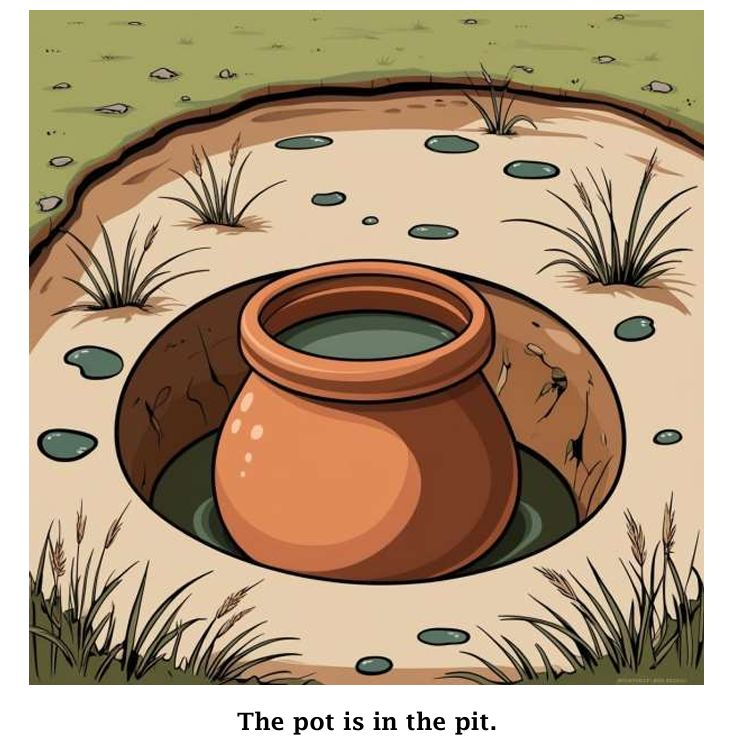 The pot is in the pit.